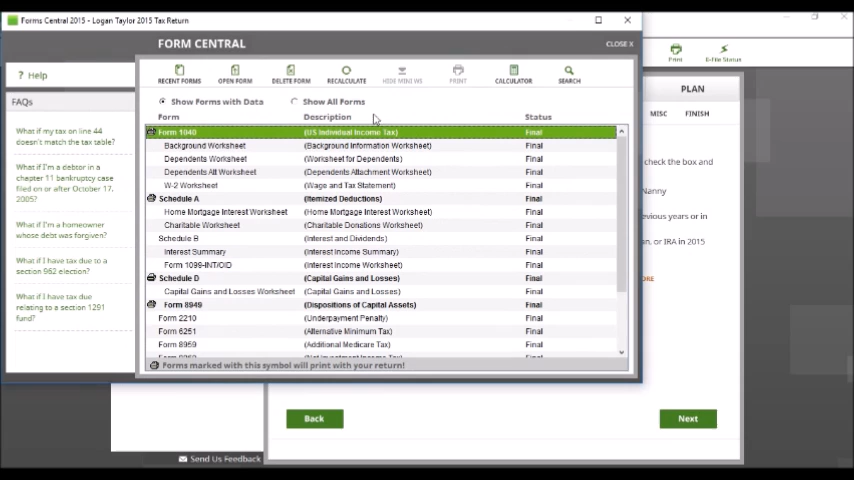 Forms Central 2015 - Logan Taylor 2015 Tax Return
FORM CENTRAL
CLOSE X
? Help
FAQs
What if my tax on line 44
doesn't match the tax table?
What if I'm a debtor in a
chapter 11 bankruptcy case
filed on or after October 17,
2005?
What if I'm a homeowner
whose debt was forgiven?
What if I have tax due to a
section 962 election?
What if I have tax due
relating to a section 1291
fund?
RECENT FORMS OPEN FORM DELETE FORM RECALCULATE HIDE MINI WS PRINT CALCULATOR SEARCH
Show Forms with Data Show All Forms
Form Description Status
Form 1040 (US Individual Income Tax) Final
Background Worksheet (Background Information Worksheet) Final
Dependents Worksheet (Worksheet for Dependents) Final
Dependents Att Worksheet (Dependents Attachment Worksheet) Final
W-2 Worksheet (Wage and Tax Statement) Final
Schedule A (Itemized Deductions) Final
Home Mortgage Interest Worksheet (Home Mortgage Interest Worksheet) Final
Charitable Worksheet (Charitable Donations Worksheet) Final
Schedule B (Interest and Dividends) Final
Interest Summary (Interest Income Summary) Final
Form 1099-INT/OID (Interest Income Worksheet) Final
Schedule D (Capital Gains and Losses) Final
Capital Gains and Losses Worksheet (Capital Gains and Losses) Final
Form 8949 (Dispositions of Capital Assets) Final
Form 2210 (Underpayment Penalty) Final
Form 6251 (Alternative Minimum Tax) Final
Form 8959 (Additional Medicare Tax) Final
Forms marked with this symbol will print with your return!
Print E-File Status
PLAN
MISC FINISH
check the box and
Nanny
evious years or in
an, or IRA in 2015
ORE
Back Next
Send Us Feedback